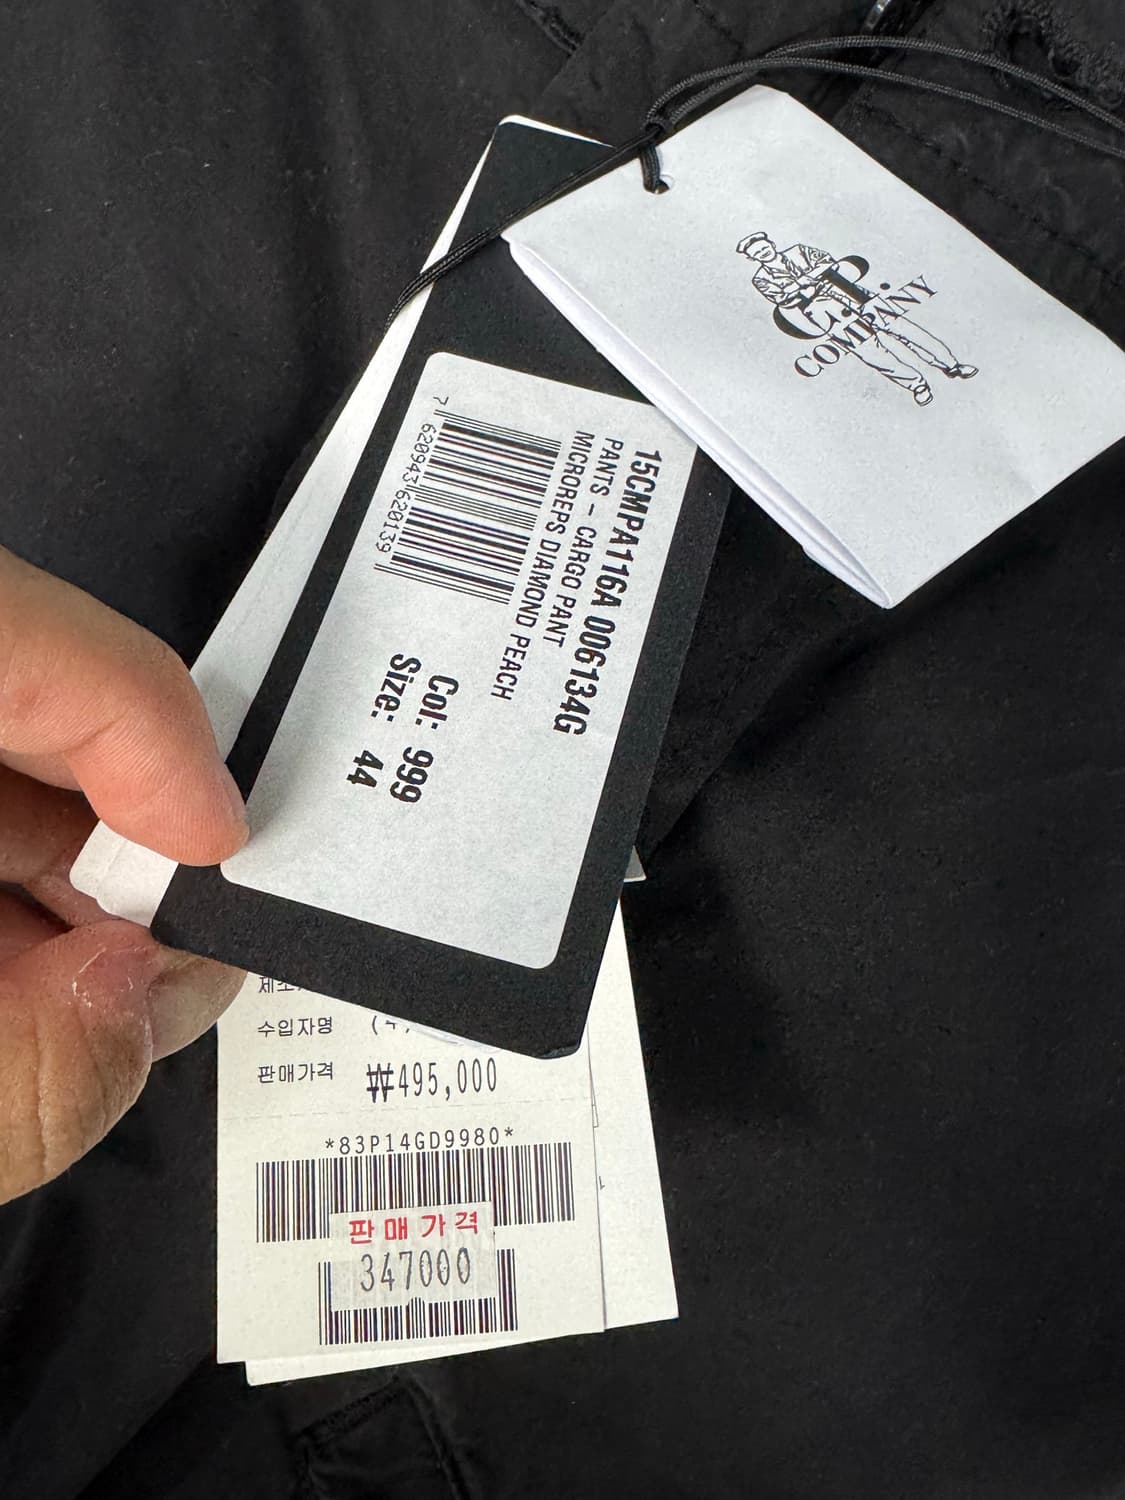 C.P.
COMPANY
15CMPA116A 006134G
PANTS - CARGO PANT
MICROREPS DIAMOND PEACH
7 620943 620139
Col: 999
Size: 44
수입자명
판매가격 ₩495,000
*83P14GD9980*
판매가격
347000